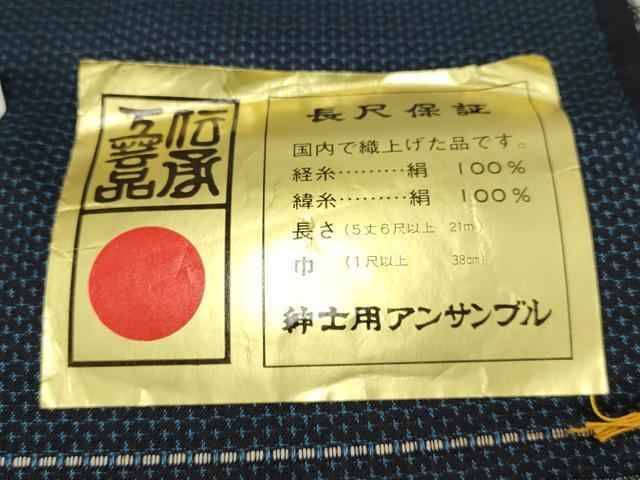 伝承
工芸品
長尺保証
国内で織上げた品です。
経糸………絹 100%
緯糸………絹 100%
長さ(5丈6尺以上 21m)
巾 (1尺以上 38cm)
紳士用アンサンブル